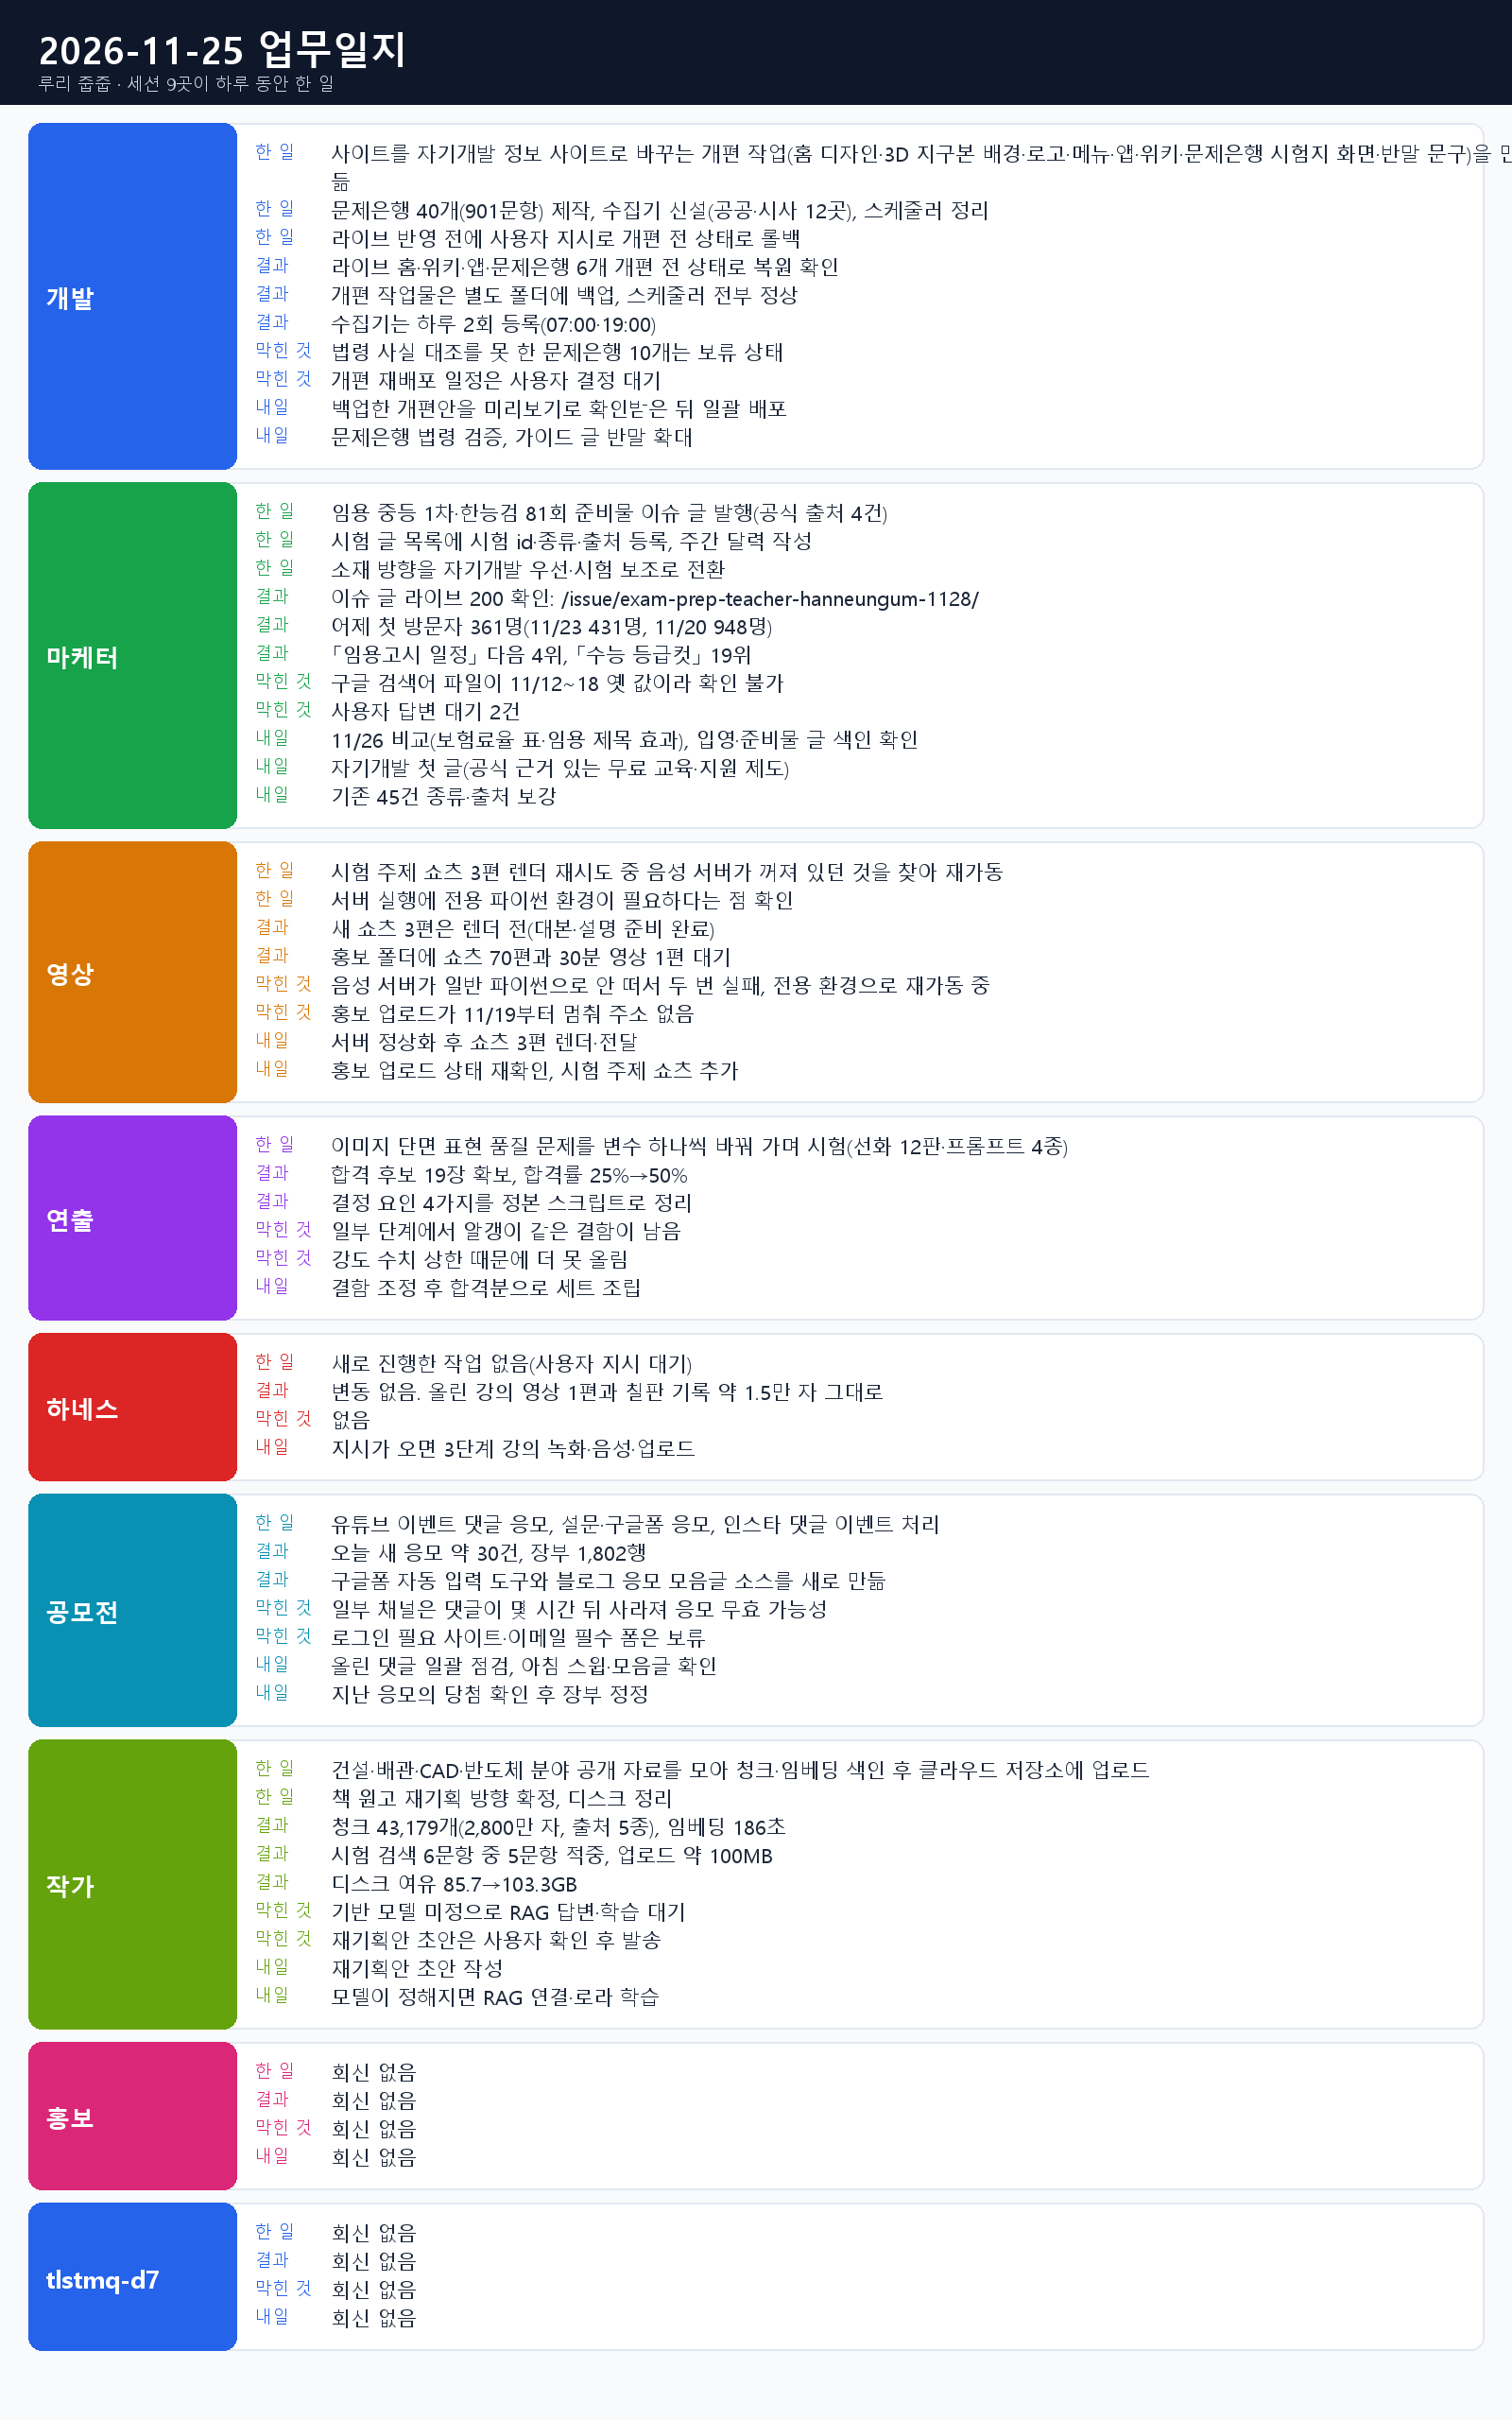 2026-11-25 업무일지
루리 줍줍 · 세션 9곳이 하루 동안 한 일
개발
한 일 사이트를 자기개발 정보 사이트로 바꾸는 개편 작업(홈 디자인·3D 지구본 배경·로고·메뉴·앱·위키·문제은행 시험지 화면·반말 문구)을
듦
한 일 문제은행 40개(901문항) 제작, 수집기 신설(공공·시사 12곳), 스케줄러 정리
한 일 라이브 반영 전에 사용자 지시로 개편 전 상태로 롤백
결과 라이브 홈·위키·앱·문제은행 6개 개편 전 상태로 복원 확인
결과 개편 작업물은 별도 폴더에 백업, 스케줄러 전부 정상
결과 수집기는 하루 2회 등록(07:00·19:00)
막힌 것 법령 사실 대조를 못 한 문제은행 10개는 보류 상태
막힌 것 개편 재배포 일정은 사용자 결정 대기
내일 백업한 개편안을 미리보기로 확인받은 뒤 일괄 배포
내일 문제은행 법령 검증, 가이드 글 반말 확대
마케터
한 일 임용 중등 1차·한능검 81회 준비물 이슈 글 발행(공식 출처 4건)
한 일 시험 글 목록에 시험 id·종류·출처 등록, 주간 달력 작성
한 일 소재 방향을 자기개발 우선·시험 보조로 전환
결과 이슈 글 라이브 200 확인: /issue/exam-prep-teacher-hanneungum-1128/
결과 어제 첫 방문자 361명(11/23 431명, 11/20 948명)
결과 「임용고시 일정」 다음 4위, 「수능 등급컷」 19위
막힌 것 구글 검색어 파일이 11/12~18 옛 값이라 확인 불가
막힌 것 사용자 답변 대기 2건
내일 11/26 비교(보험료율 표·임용 제목 효과), 입영·준비물 글 색인 확인
내일 자기개발 첫 글(공식 근거 있는 무료 교육·지원 제도)
내일 기존 45건 종류·출처 보강
영상
한 일 시험 주제 쇼츠 3편 렌더 재시도 중 음성 서버가 꺼져 있던 것을 찾아 재가동
한 일 서버 실행에 전용 파이썬 환경이 필요하다는 점 확인
결과 새 쇼츠 3편은 렌더 전(대본·설명 준비 완료)
결과 홍보 폴더에 쇼츠 70편과 30분 영상 1편 대기
막힌 것 음성 서버가 일반 파이썬으로 안 떠서 두 번 실패, 전용 환경으로 재가동 중
막힌 것 홍보 업로드가 11/19부터 멈춰 주소 없음
내일 서버 정상화 후 쇼츠 3편 렌더·전달
내일 홍보 업로드 상태 재확인, 시험 주제 쇼츠 추가
연출
한 일 이미지 단면 표현 품질 문제를 변수 하나씩 바꿔 가며 시험(선화 12판·프롬프트 4종)
결과 합격 후보 19장 확보, 합격률 25%→50%
결과 결정 요인 4가지를 정본 스크립트로 정리
막힌 것 일부 단계에서 알갱이 같은 결함이 남음
막힌 것 강도 수치 상한 때문에 더 못 올림
내일 결함 조정 후 합격분으로 세트 조립
하네스
한 일 새로 진행한 작업 없음(사용자 지시 대기)
결과 변동 없음. 올린 강의 영상 1편과 칠판 기록 약 1.5만 자 그대로
막힌 것 없음
내일 지시가 오면 3단계 강의 녹화·음성·업로드
공모전
한 일 유튜브 이벤트 댓글 응모, 설문·구글폼 응모, 인스타 댓글 이벤트 처리
결과 오늘 새 응모 약 30건, 장부 1,802행
결과 구글폼 자동 입력 도구와 블로그 응모 모음글 소스를 새로 만듦
막힌 것 일부 채널은 댓글이 몇 시간 뒤 사라져 응모 무효 가능성
막힌 것 로그인 필요 사이트·이메일 필수 폼은 보류
내일 올린 댓글 일괄 점검, 아침 스윕·모음글 확인
내일 지난 응모의 당첨 확인 후 장부 정정
작가
한 일 건설·배관·CAD·반도체 분야 공개 자료를 모아 청크·임베딩 색인 후 클라우드 저장소에 업로드
한 일 책 원고 재기획 방향 확정, 디스크 정리
결과 청크 43,179개(2,800만 자, 출처 5종), 임베딩 186초
결과 시험 검색 6문항 중 5문항 적중, 업로드 약 100MB
결과 디스크 여유 85.7→103.3GB
막힌 것 기반 모델 미정으로 RAG 답변·학습 대기
막힌 것 재기획안 초안은 사용자 확인 후 발송
내일 재기획안 초안 작성
내일 모델이 정해지면 RAG 연결·로라 학습
홍보
한 일 회신 없음
결과 회신 없음
막힌 것 회신 없음
내일 회신 없음
tlstmq-d7
한 일 회신 없음
결과 회신 없음
막힌 것 회신 없음
내일 회신 없음